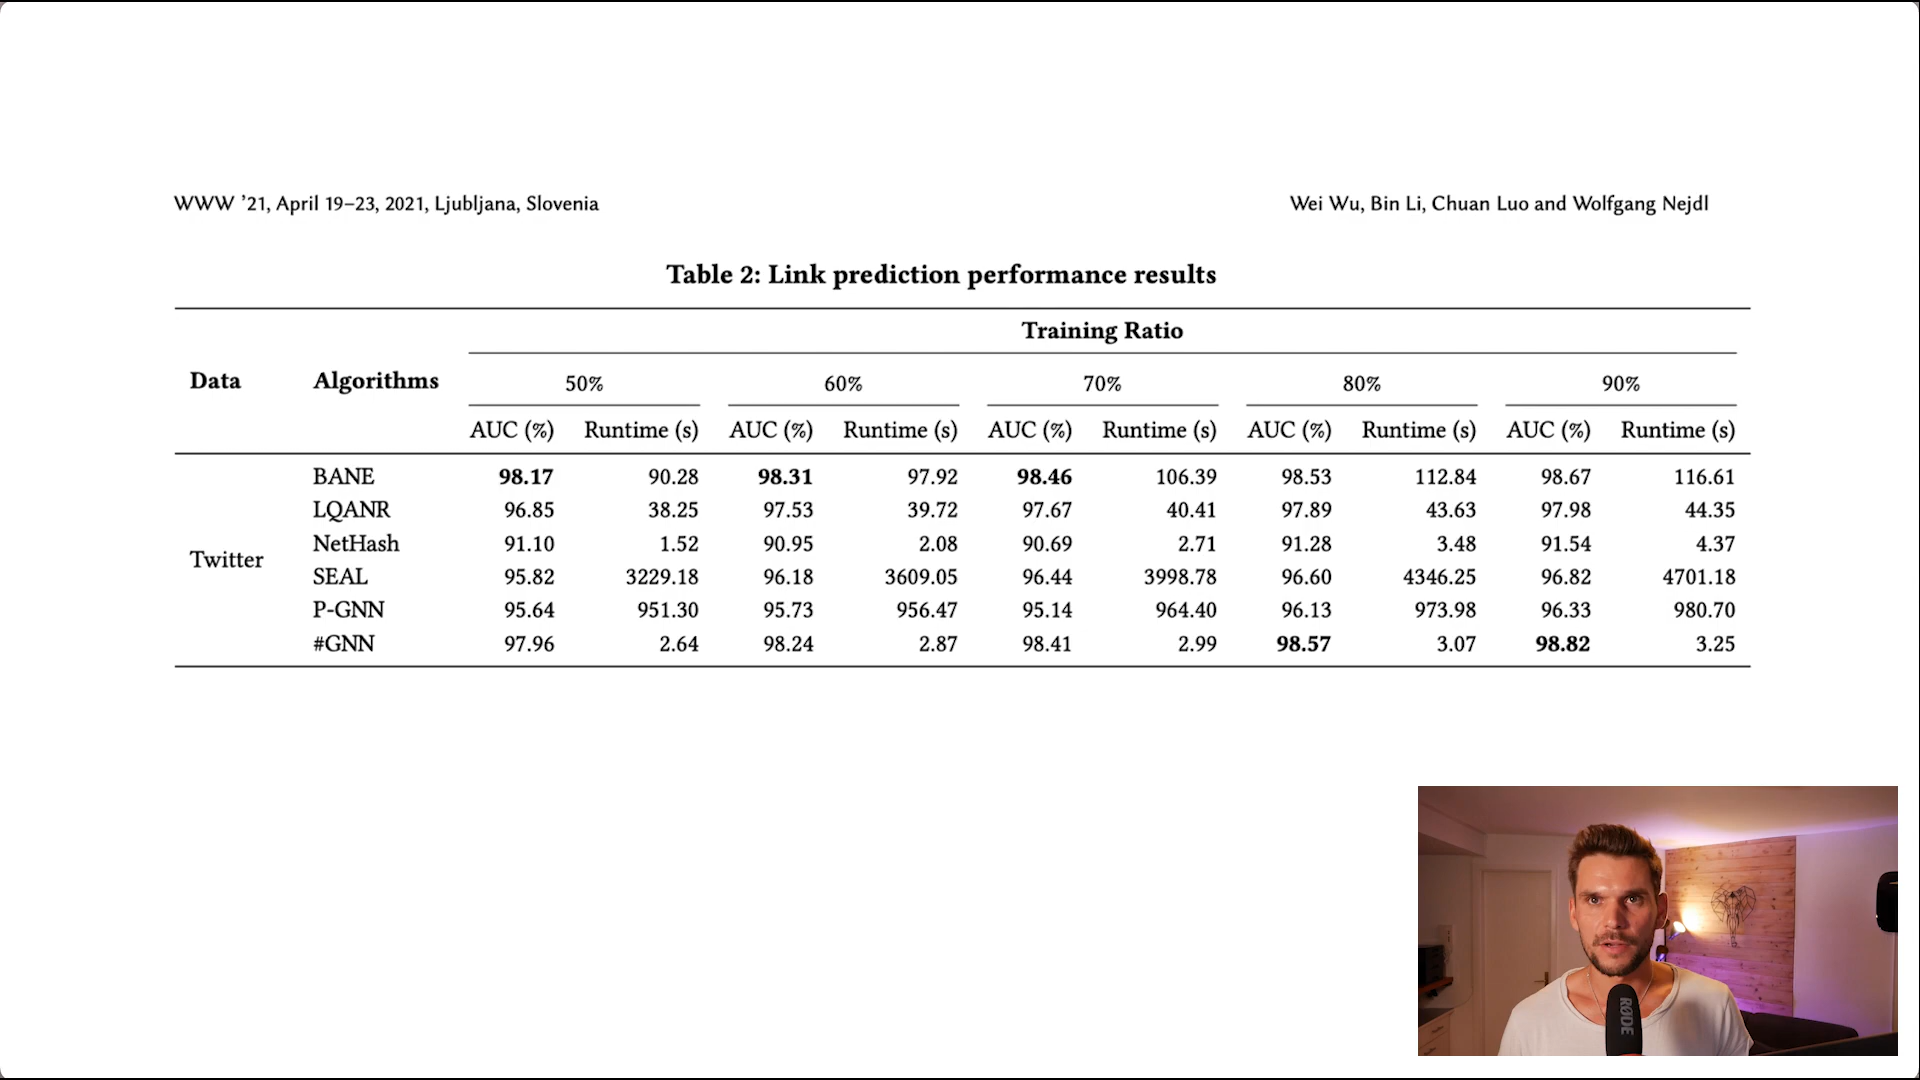 WWW ’21, April 19–23, 2021, Ljubljana, Slovenia Wei Wu, Bin Li, Chuan Luo and Wolfgang Nejdl
Table 2: Link prediction performance results
Training Ratio
Data Algorithms 50% 60% 70% 80% 90%
AUC (%) Runtime (s) AUC (%) Runtime (s) AUC (%) Runtime (s) AUC (%) Runtime (s) AUC (%) Runtime (s)
BANE 98.17 90.28 98.31 97.92 98.46 106.39 98.53 112.84 98.67 116.61
LQANR 96.85 38.25 97.53 39.72 97.67 40.41 97.89 43.63 97.98 44.35
NetHash 91.10 1.52 90.95 2.08 90.69 2.71 91.28 3.48 91.54 4.37
Twitter
SEAL 95.82 3229.18 96.18 3609.05 96.44 3998.78 96.60 4346.25 96.82 4701.18
P-GNN 95.64 951.30 95.73 956.47 95.14 964.40 96.13 973.98 96.33 980.70
#GNN 97.96 2.64 98.24 2.87 98.41 2.99 98.57 3.07 98.82 3.25
RØDE